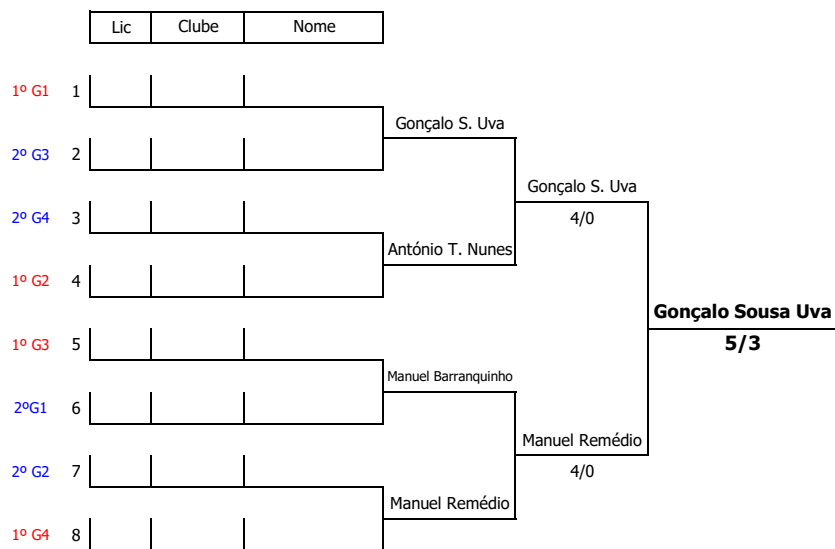 Lic Clube Nome
1º G1 1
Gonçalo S. Uva
2º G3 2
Gonçalo S. Uva
2º G4 3 4/0
António T. Nunes
1º G2 4
Gonçalo Sousa Uva
1º G3 5 5/3
Manuel Barranquinho
2ºG1 6
Manuel Remédio
2º G2 7 4/0
Manuel Remédio
1º G4 8